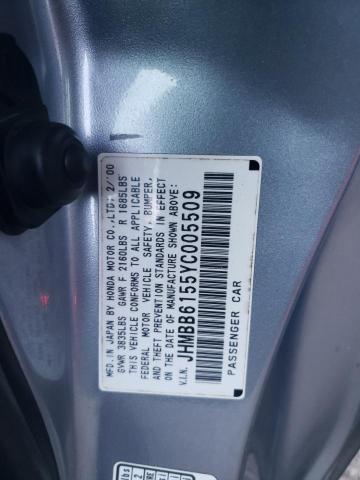 MFD. IN JAPAN BY HONDA MOTOR CO.,LTD; 2/'00
GVWR 3835LBS GAWR F 2160LBS R 1685LBS
THIS VEHICLE CONFORMS TO ALL APPLICABLE
FEDERAL MOTOR VEHICLE SAFETY, BUMPER,
AND THEFT PREVENTION STANDARDS IN EFFECT
ON THE DATE OF MANUFACTURE SHOWN ABOVE.
V.I.N. JHMBB6155YC005509
PASSENGER CAR